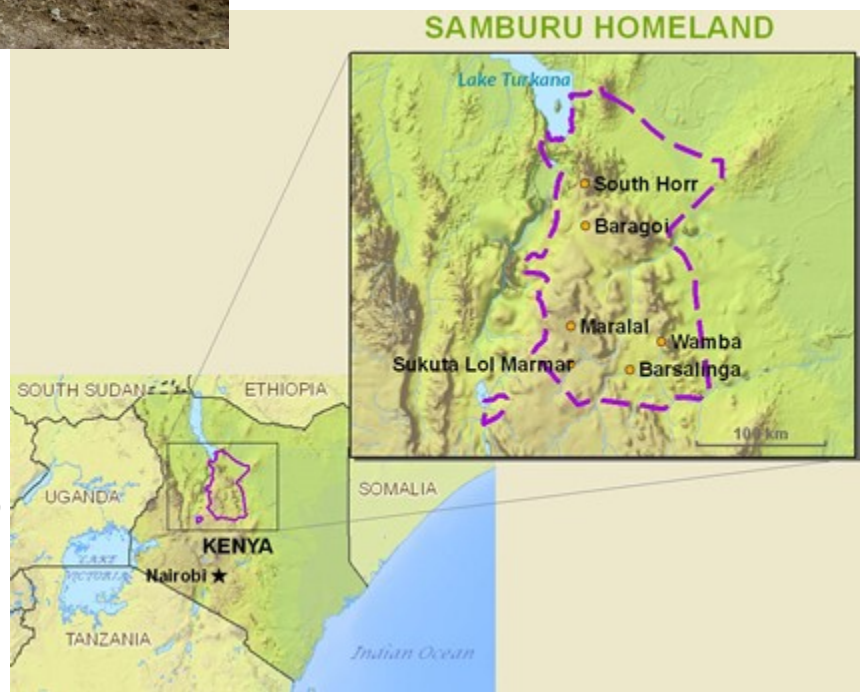 SAMBURU HOMELAND
Lake Turkana
South Horr
Baragoi
Maralal
Wamba
Sukuta Lol Marmar
Barsalinga
100 km
SOUTH SUDAN
ETHIOPIA
UGANDA
SOMALIA
KENYA
LAKE
VICTORIA
Nairobi
TANZANIA
Indian Ocean